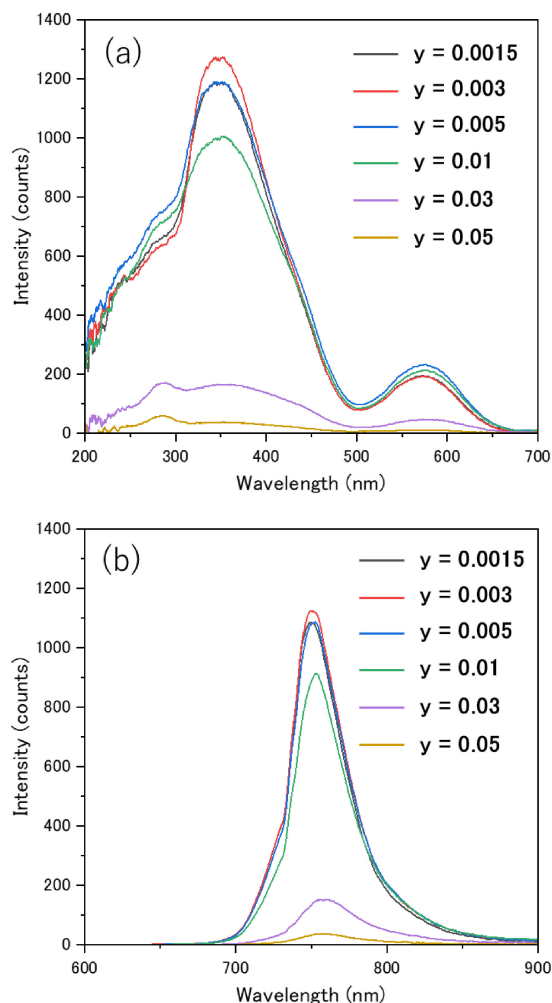 1400
(a)
y = 0.0015
1200
y = 0.003
y = 0.005
1000
y = 0.01
800
y = 0.03
600
y = 0.05
400
200
0
Intensity (counts)
200 300 400 500 600 700
Wavelength (nm)
1400
(b)
y = 0.0015
1200
y = 0.003
1000
y = 0.005
y = 0.01
800
y = 0.03
600
y = 0.05
400
200
0
Intensity (counts)
600 700 800 900
Wavelength (nm)